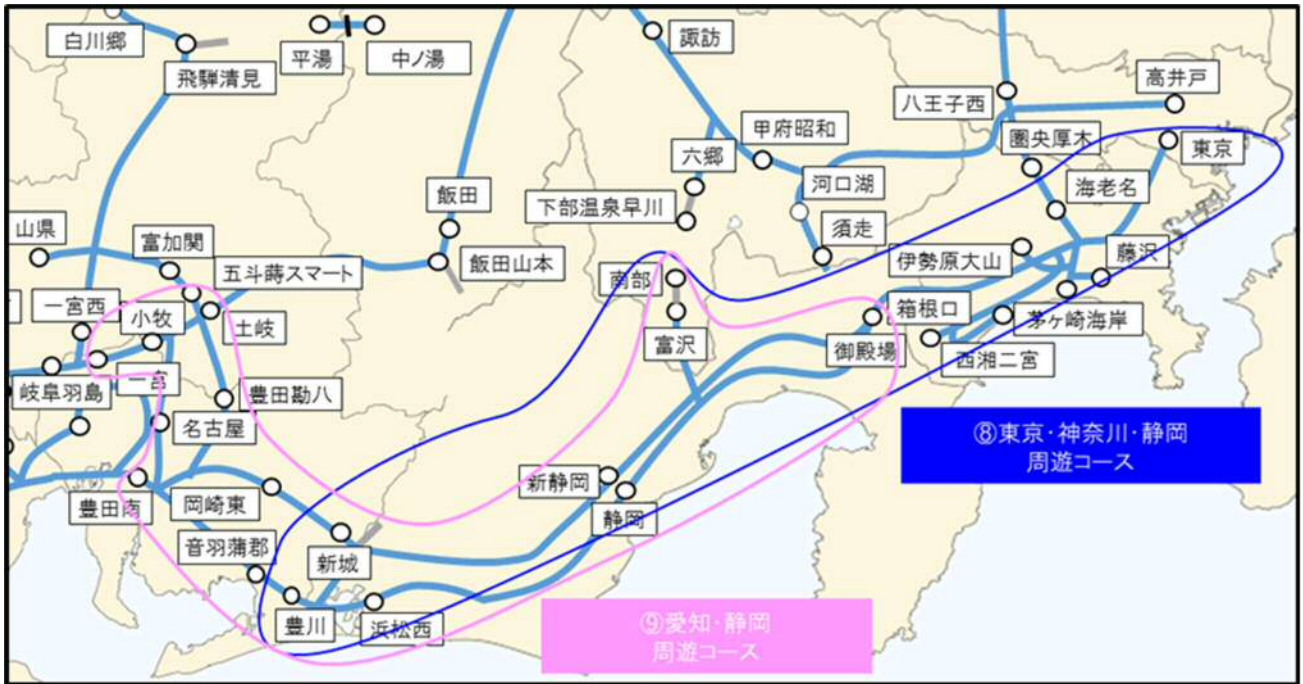 白川郷
平湯
中ノ湯
諏訪
飛騨清見
高井戸
八王子西
甲府昭和
圏央厚木
東京
六郷
河口湖
海老名
飯田
下部温泉早川
須走
山県
富加関
藤沢
飯田山本
伊勢原大山
五斗蒔スマート
南部
一宮西
小牧
土岐
箱根口
茅ヶ崎海岸
富沢
御殿場
西湘二宮
岐阜羽島
一宮
豊田勘八
名古屋
⑧東京・神奈川・静岡
周遊コース
新静岡
豊田南
岡崎東
静岡
音羽蒲郡
新城
豊川
浜松西
⑨愛知・静岡
周遊コース